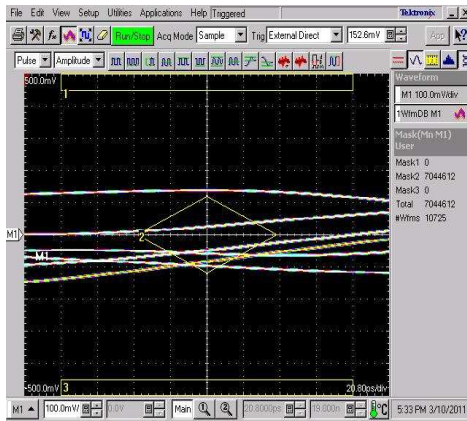 File Edit View Setup Utilities Applications Help Triggered Tektronix
Run/Stop Acq Mode Sample Trig External Direct 152.6mV App
Pulse Amplitude
500.0mV
1
Waveform
M1 100.0mV/div
1WfmDB M1
Mask(Mn M1)
User
Mask1 0
Mask2 7044612
Mask3 0
Total 7044612
#Wfms 10725
M1
2
M1
-500.0mV 3 20.80ps/div
M1 100.0mV/ 0.0V Main 20.8000ps 19.000n 5:33 PM 3/10/2011